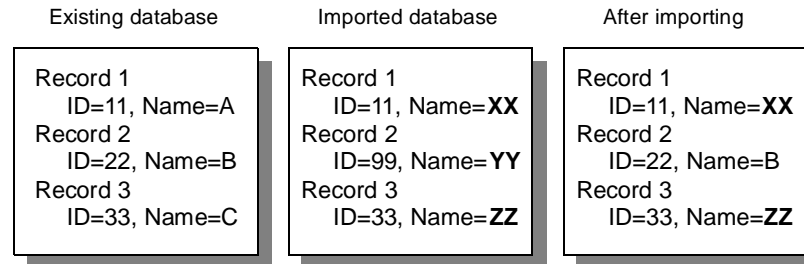 Existing database
Record 1
ID=11, Name=A
Record 2
ID=22, Name=B
Record 3
ID=33, Name=C
Imported database
Record 1
ID=11, Name=XX
Record 2
ID=99, Name=YY
Record 3
ID=33, Name=ZZ
After importing
Record 1
ID=11, Name=XX
Record 2
ID=22, Name=B
Record 3
ID=33, Name=ZZ